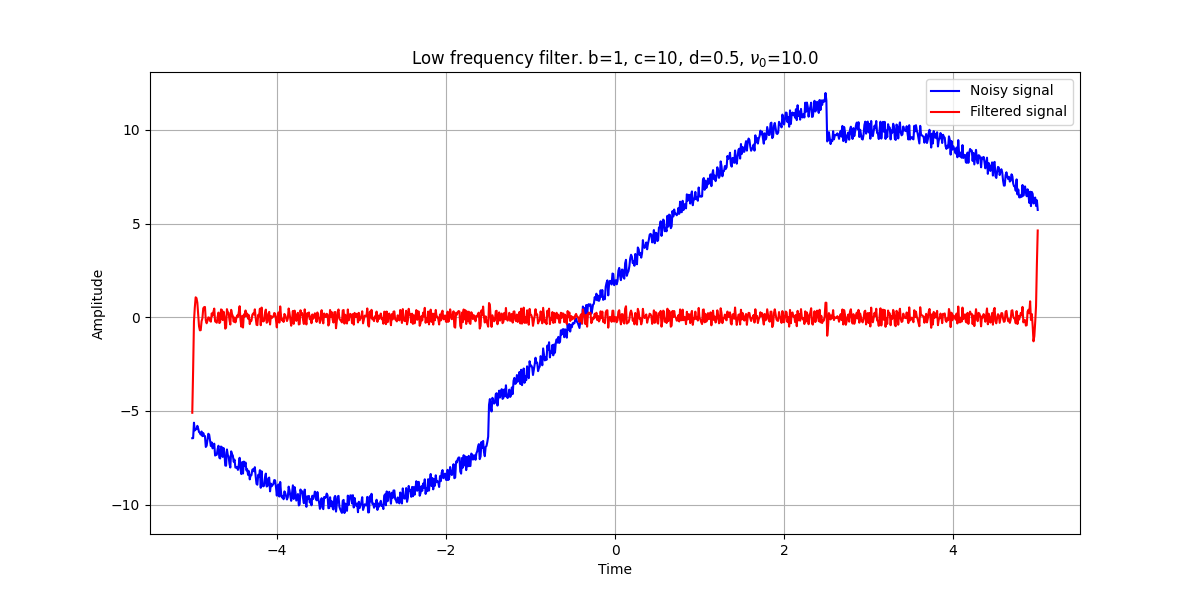 Low frequency filter. b=1, c=10, d=0.5, ν₀=10.0
Noisy signal
Filtered signal
Amplitude
10
5
0
−5
−10
−4
−2
0
2
4
Time